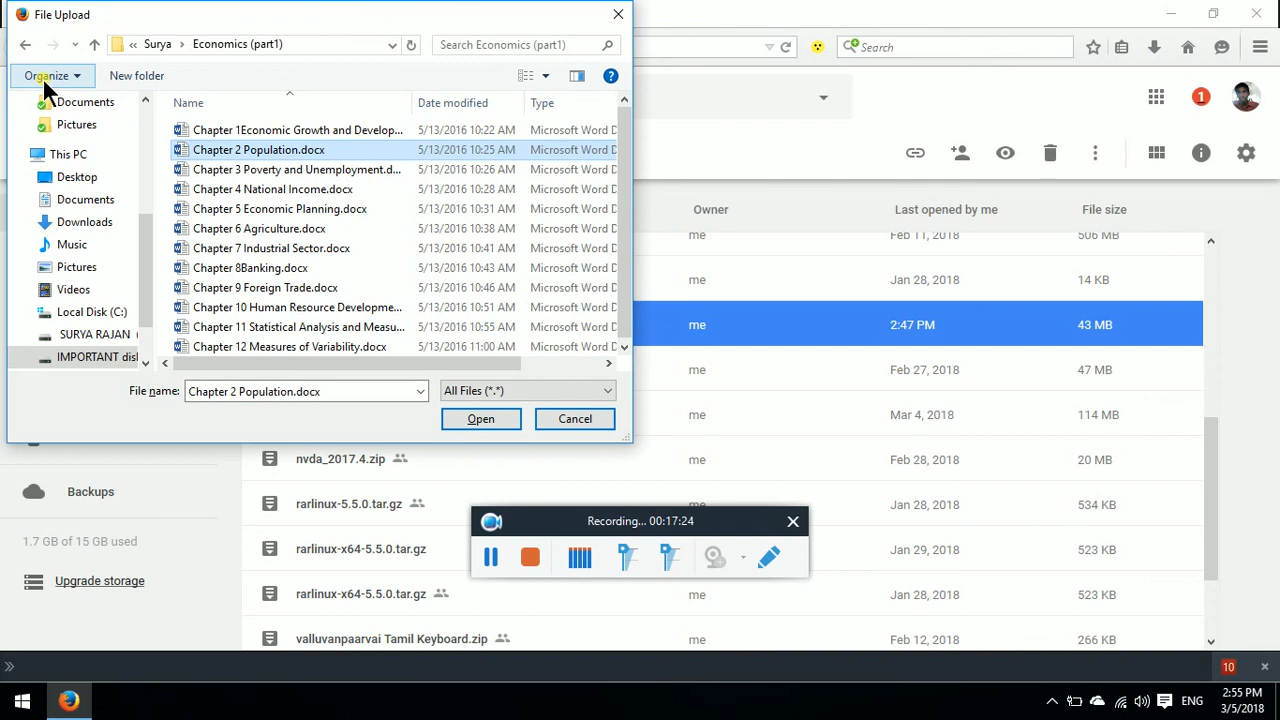 File Upload
Surya
Economics (part1)
Search Economics (part1)
Search
Organize
New folder
Name
Date modified
Type
Documents
Pictures
This PC
Desktop
Documents
Downloads
Music
Pictures
Videos
Local Disk (C:)
SURYA RAJAN (
IMPORTANT disk
Chapter 1Economic Growth and Develop... 5/13/2016 10:22 AM Microsoft Word D
Chapter 2 Population.docx 5/13/2016 10:25 AM Microsoft Word D
Chapter 3 Poverty and Unemployment.d... 5/13/2016 10:26 AM Microsoft Word D
Chapter 4 National Income.docx 5/13/2016 10:28 AM Microsoft Word D
Chapter 5 Economic Planning.docx 5/13/2016 10:31 AM Microsoft Word D
Chapter 6 Agriculture.docx 5/13/2016 10:38 AM Microsoft Word D
Chapter 7 Industrial Sector.docx 5/13/2016 10:41 AM Microsoft Word D
Chapter 8Banking.docx 5/13/2016 10:43 AM Microsoft Word D
Chapter 9 Foreign Trade.docx 5/13/2016 10:46 AM Microsoft Word D
Chapter 10 Human Resource Developme... 5/13/2016 10:51 AM Microsoft Word D
Chapter 11 Statistical Analysis and Measu... 5/13/2016 10:55 AM Microsoft Word D
Chapter 12 Measures of Variability.docx 5/13/2016 11:00 AM Microsoft Word D
File name: Chapter 2 Population.docx All Files (*.*)
Open Cancel
1
Owner Last opened by me File size
me Feb 11, 2018 506 MB
me Jan 28, 2018 14 KB
me 2:47 PM 43 MB
me Feb 27, 2018 47 MB
me Mar 4, 2018 114 MB
nvda_2017.4.zip me Feb 28, 2018 20 MB
rarlinux-5.5.0.tar.gz me Jan 28, 2018 534 KB
rarlinux-x64-5.5.0.tar.gz me Jan 29, 2018 523 KB
rarlinux-x64-5.5.0.tar.gz me Jan 28, 2018 523 KB
valluvanpaarvai Tamil Keyboard.zip me Feb 12, 2018 266 KB
Backups
1.7 GB of 15 GB used
Upgrade storage
Recording... 00:17:24
10
ENG
2:55 PM
3/5/2018